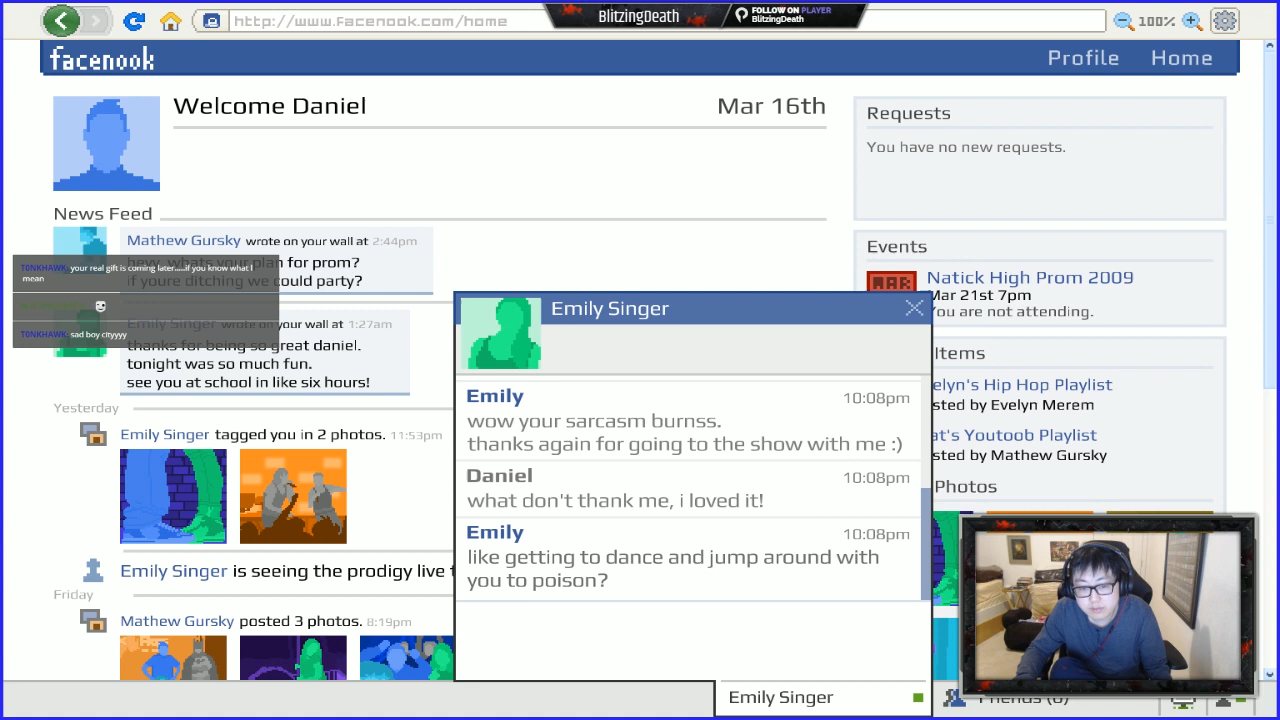 http://www.facenook.com/home
BlitzingDeath
FOLLOW ON PLAYER
BlitzingDeath
100%
facenook
Profile
Home
Welcome Daniel
Mar 16th
News Feed
Mathew Gursky wrote on your wall at 2:44pm
heyy whats your plan for prom?
if youre ditching we could party?
T0NKHAWK: your real gift is coming later.....if you know what I
mean
T0NKHAWK: sad boy cityyyy
Emily Singer wrote on your wall at 1:27am
thanks for being so great daniel.
tonight was so much fun.
see you at school in like six hours!
Yesterday
Emily Singer tagged you in 2 photos. 11:53pm
Emily Singer is seeing the prodigy live
Friday
Mathew Gursky posted 3 photos. 8:19pm
Emily Singer
Emily 10:08pm
wow your sarcasm burnss.
thanks again for going to the show with me :)
Daniel 10:08pm
what don't thank me, i loved it!
Emily 10:08pm
like getting to dance and jump around with
you to poison?
Emily Singer
Requests
You have no new requests.
Events
MAR
Natick High Prom 2009
Mar 21st 7pm
You are not attending.
Items
elyn's Hip Hop Playlist
sted by Evelyn Merem
at's Youtoob Playlist
sted by Mathew Gursky
Photos